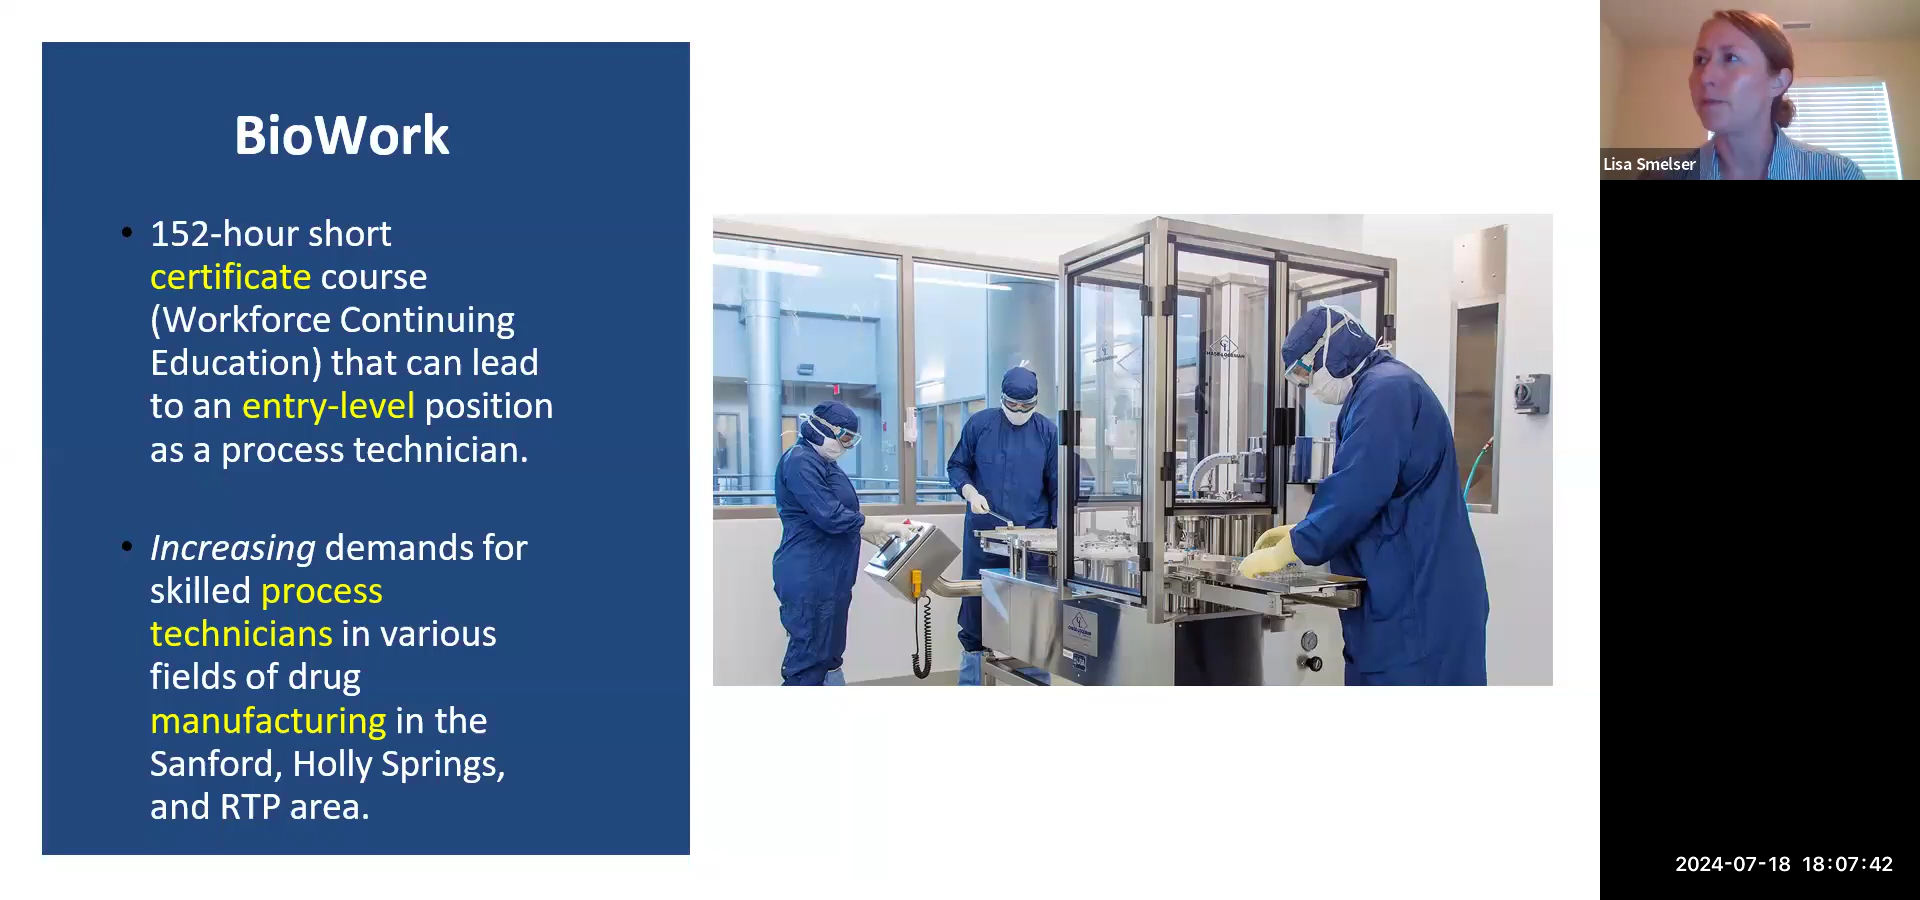 BioWork
• 152-hour short
certificate course
(Workforce Continuing
Education) that can lead
to an entry-level position
as a process technician.
• Increasing demands for
skilled process
technicians in various
fields of drug
manufacturing in the
Sanford, Holly Springs,
and RTP area.
Lisa Smelser
2024-07-18 18:07:42